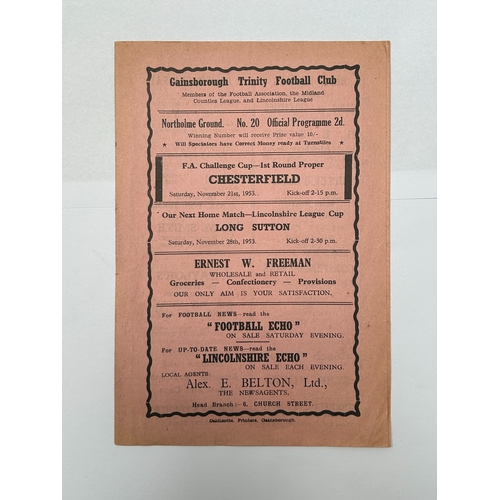 Gainsborough Trinity Football Club
Members of the Football Association, the Midland
Counties League, and Lincolnshire League
Northolme Ground. No. 20 Official Programme 2d.
Winning Number will receive Prize value 10/-
★ Will Spectators have Correct Money ready at Turnstiles ★
F.A. Challenge Cup—1st Round Proper
CHESTERFIELD
Saturday, November 21st, 1953. Kick-off 2-15 p.m.
Our Next Home Match—Lincolnshire League Cup
LONG SUTTON
Saturday, November 28th, 1953. Kick-off 2-30 p.m.
ERNEST W. FREEMAN
WHOLESALE and RETAIL
Groceries — Confectionery — Provisions
OUR ONLY AIM IS YOUR SATISFACTION.
For FOOTBALL NEWS—read the
"FOOTBALL ECHO"
ON SALE SATURDAY EVENING.
For UP-TO-DATE NEWS—read the
"LINCOLNSHIRE ECHO"
ON SALE EACH EVENING.
LOCAL AGENTS:
Alex. E. BELTON, Ltd.,
THE NEWSAGENTS,
Head Branch :- 6, CHURCH STREET.
Printers, Gainsborough.